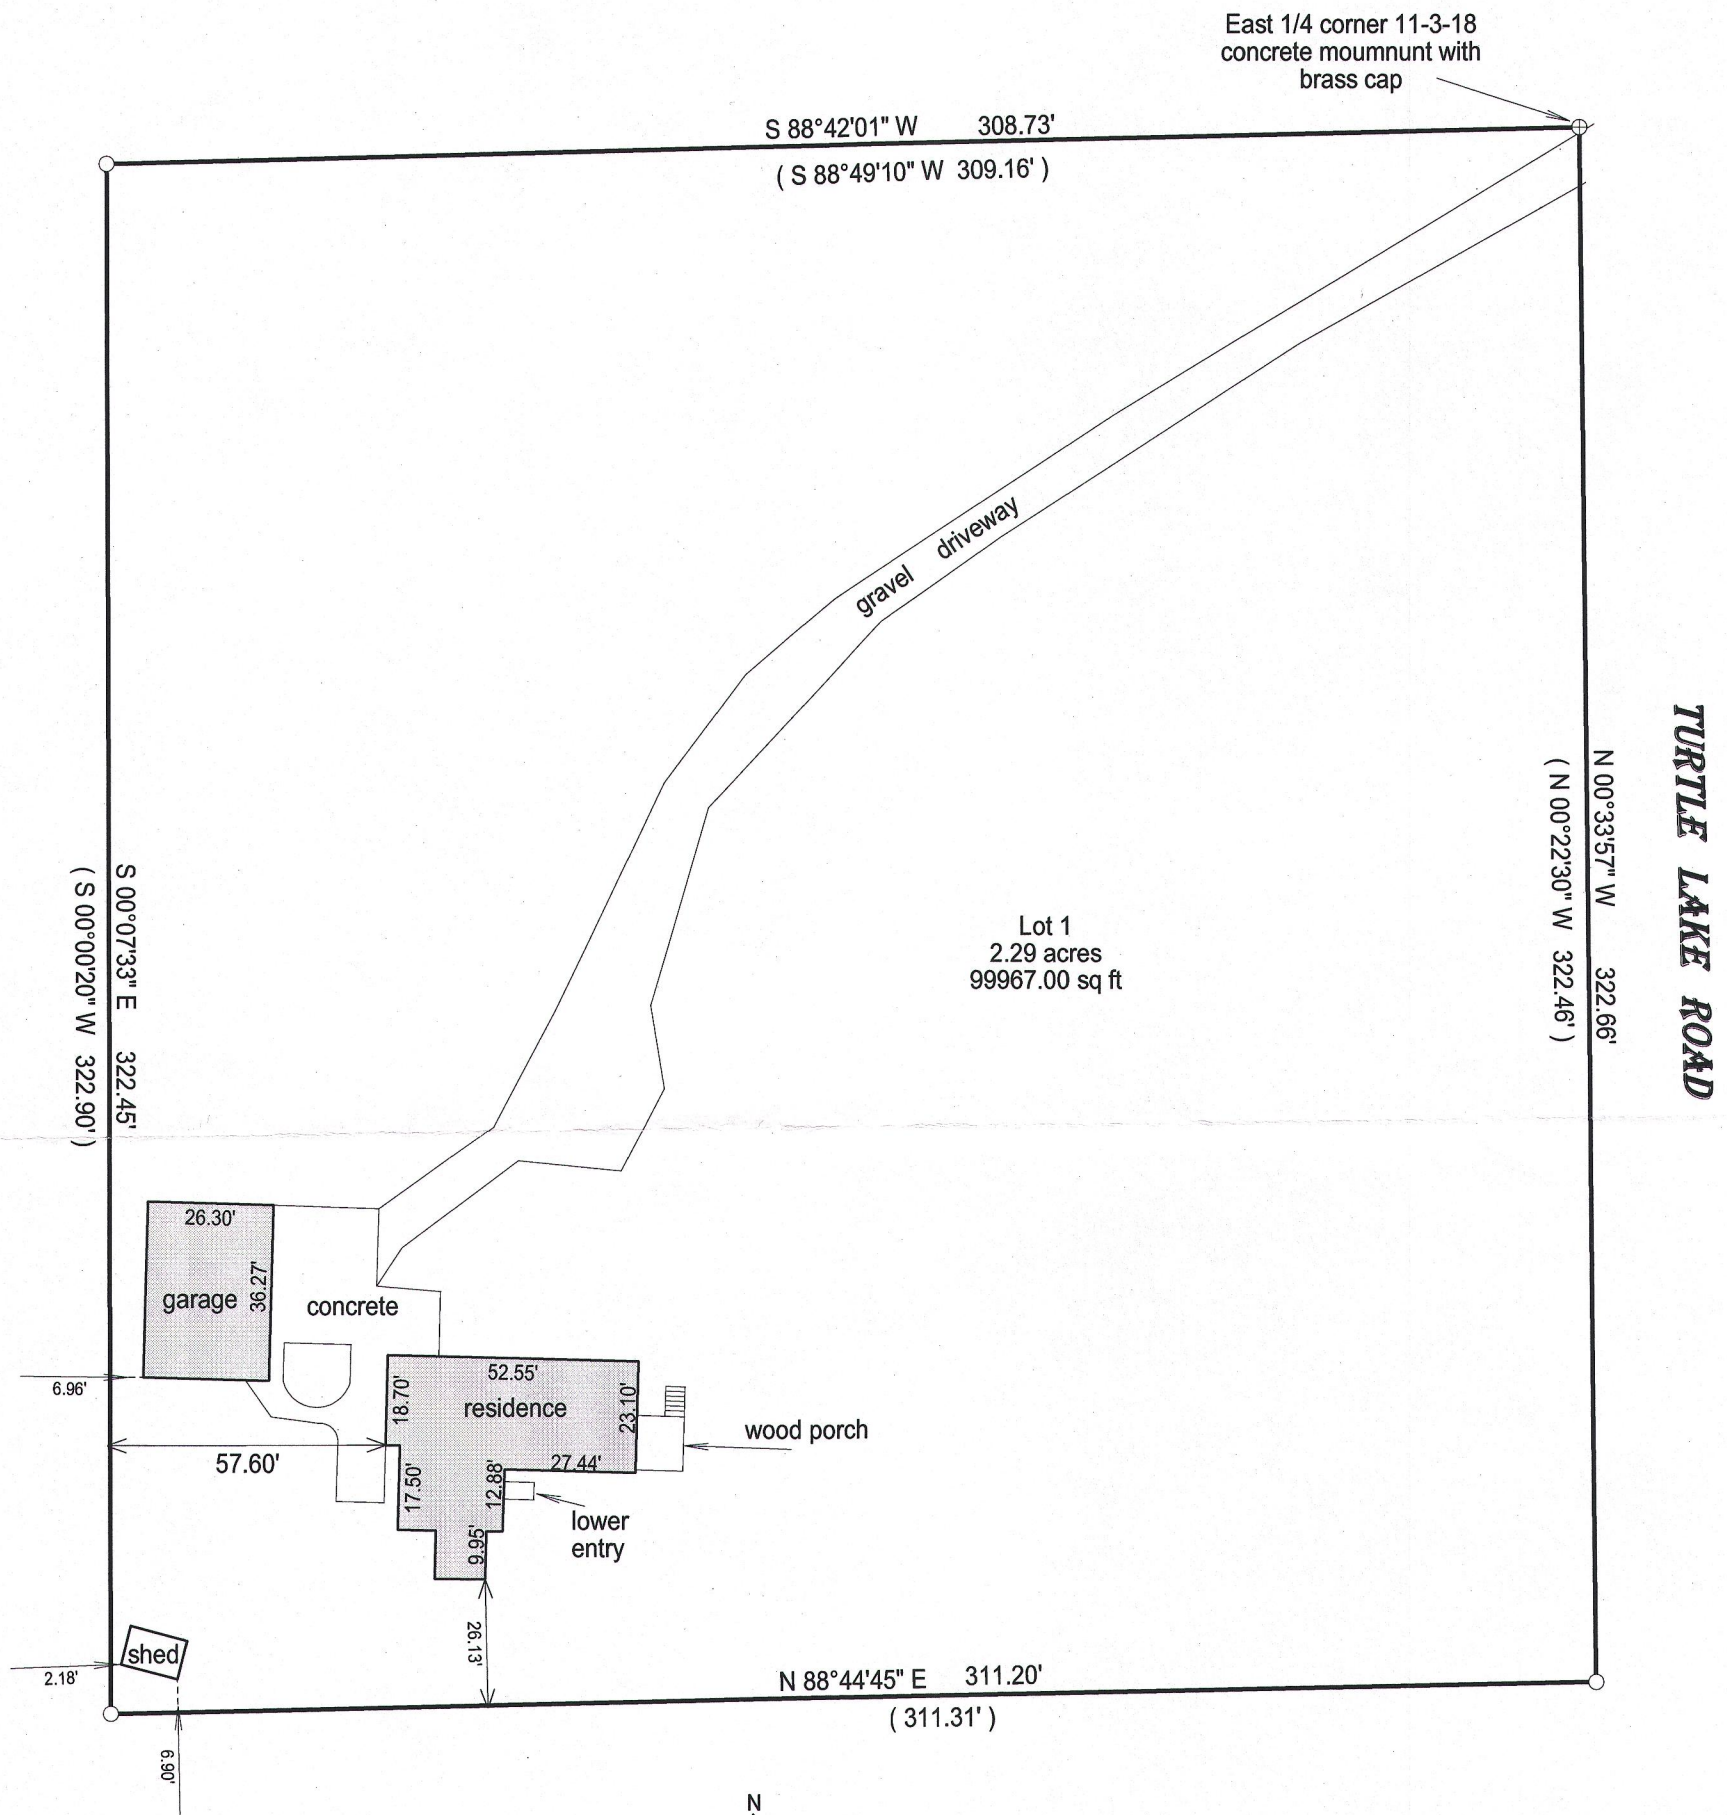 East 1/4 corner 11-3-18
concrete moumnunt with
brass cap
S 88°42'01" W 308.73'
( S 88°49'10" W 309.16' )
gravel driveway
TURTLE LAKE ROAD
N 00°33'57" W 322.66'
( N 00°22'30" W 322.46' )
S 00°07'33" E 322.45'
( S 00°00'20" W 322.90' )
Lot 1
2.29 acres
99967.00 sq ft
26.30'
36.27'
garage
concrete
6.96'
52.55'
residence
18.70'
23.10'
wood porch
57.60'
27.44'
17.50'
12.88'
lower
entry
9.95'
26.13'
shed
2.18'
6.90'
N 88°44'45" E 311.20'
( 311.31' )
N